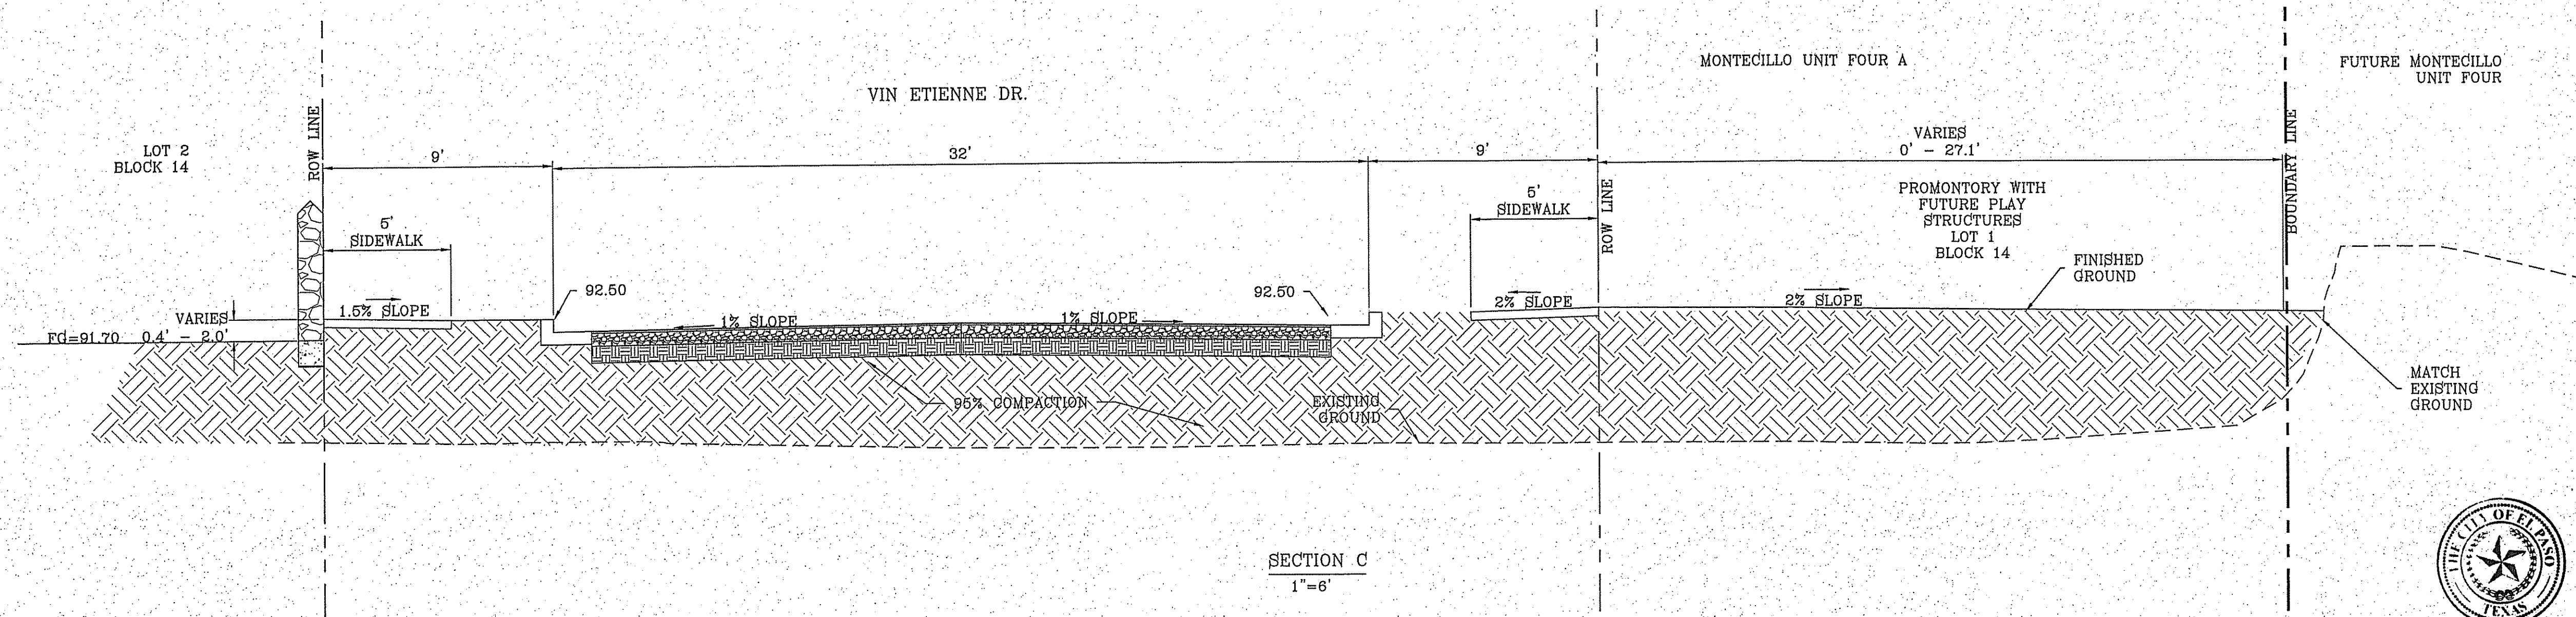 MONTECILLO UNIT FOUR A
FUTURE MONTECILLO
UNIT FOUR
VIN ETIENNE DR.
LOT 2
BLOCK 14
ROW LINE
9'
32'
9'
VARIES
0' - 27.1'
BOUNDARY LINE
5'
SIDEWALK
5'
SIDEWALK
ROW LINE
PROMONTORY WITH
FUTURE PLAY
STRUCTURES
LOT 1
BLOCK 14
FINISHED
GROUND
92.50
92.50
1.5% SLOPE
1% SLOPE
1% SLOPE
2% SLOPE
2% SLOPE
VARIES
FG=91.70 0.4' - 2.0'
95% COMPACTION
EXISTING
GROUND
MATCH
EXISTING
GROUND
SECTION C
1"=6'
THE CITY OF EL PASO
TEXAS